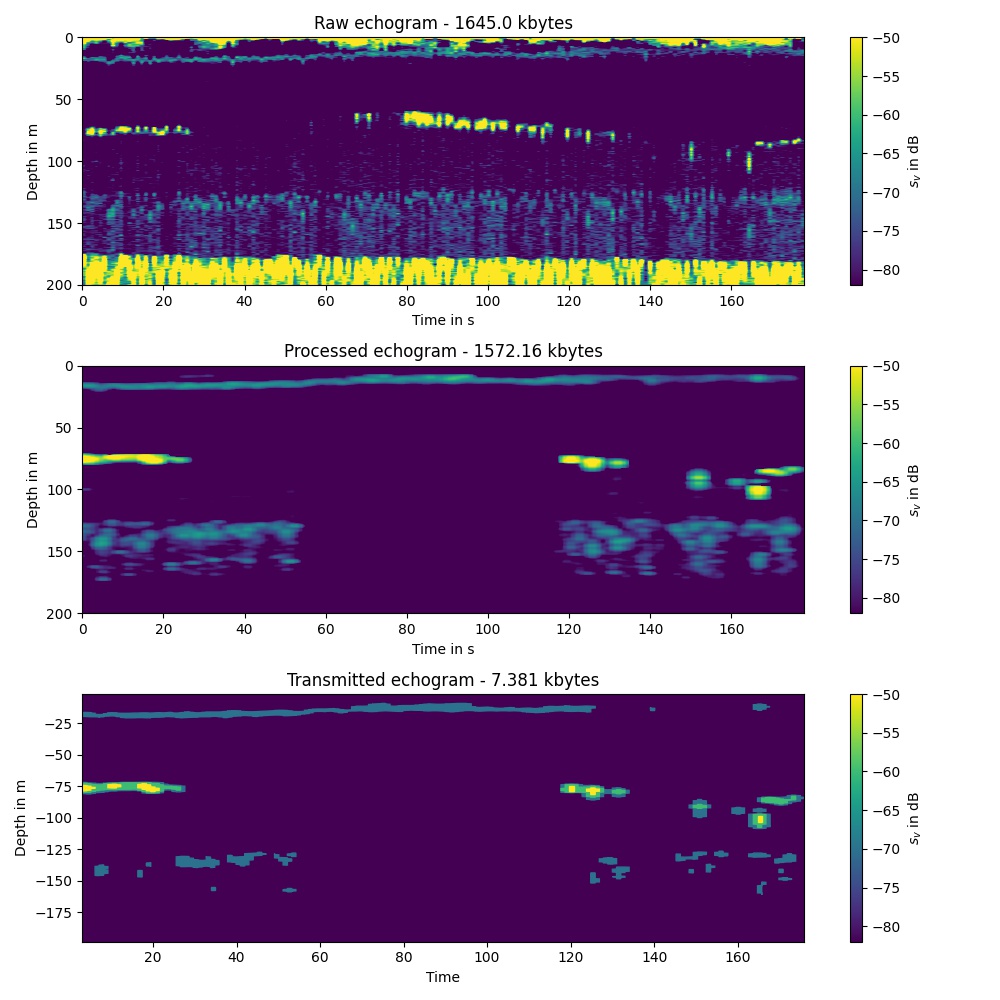 Raw echogram - 1645.0 kbytes
0
50
100
150
200
Depth in m
0 20 40 60 80 100 120 140 160
Time in s
−50
−55
−60
−65
−70
−75
−80
s_v in dB
Processed echogram - 1572.16 kbytes
0
50
100
150
200
Depth in m
0 20 40 60 80 100 120 140 160
Time in s
−50
−55
−60
−65
−70
−75
−80
s_v in dB
Transmitted echogram - 7.381 kbytes
−25
−50
−75
−100
−125
−150
−175
Depth in m
20 40 60 80 100 120 140 160
Time
−50
−55
−60
−65
−70
−75
−80
s_v in dB